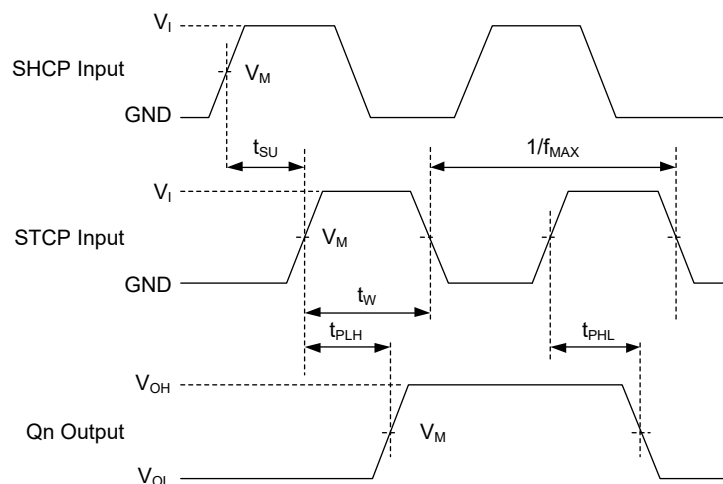 V_I
SHCP Input
V_M
GND
t_SU
1/f_MAX
V_I
STCP Input
V_M
GND
t_W
t_PLH
t_PHL
V_OH
Qn Output
V_M
V_OL